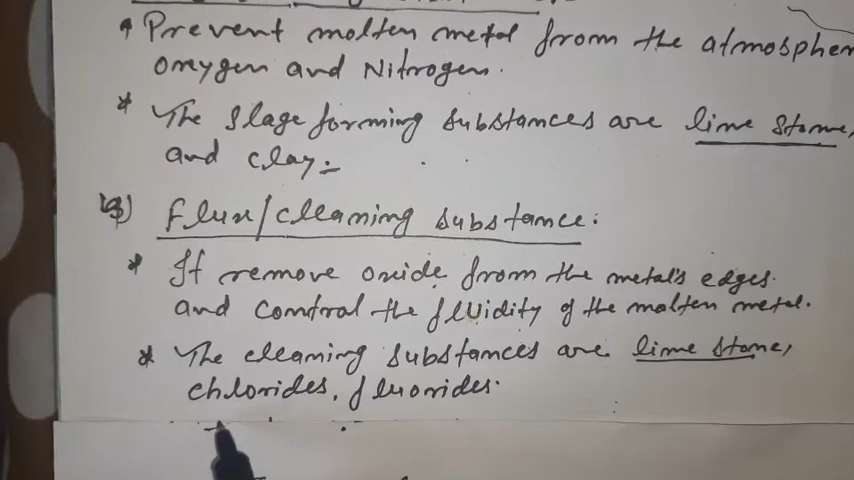 * Prevent molten metal from the atmospher
oxygen and Nitrogen.
* The slage forming substances are lime stone,
and clay:-
Flux/cleaning substance:
* It remove oxide from the metal's edges.
and control the fluidity of the molten metal.
* The cleaning substances are lime stone,
chlorides, fluorides.